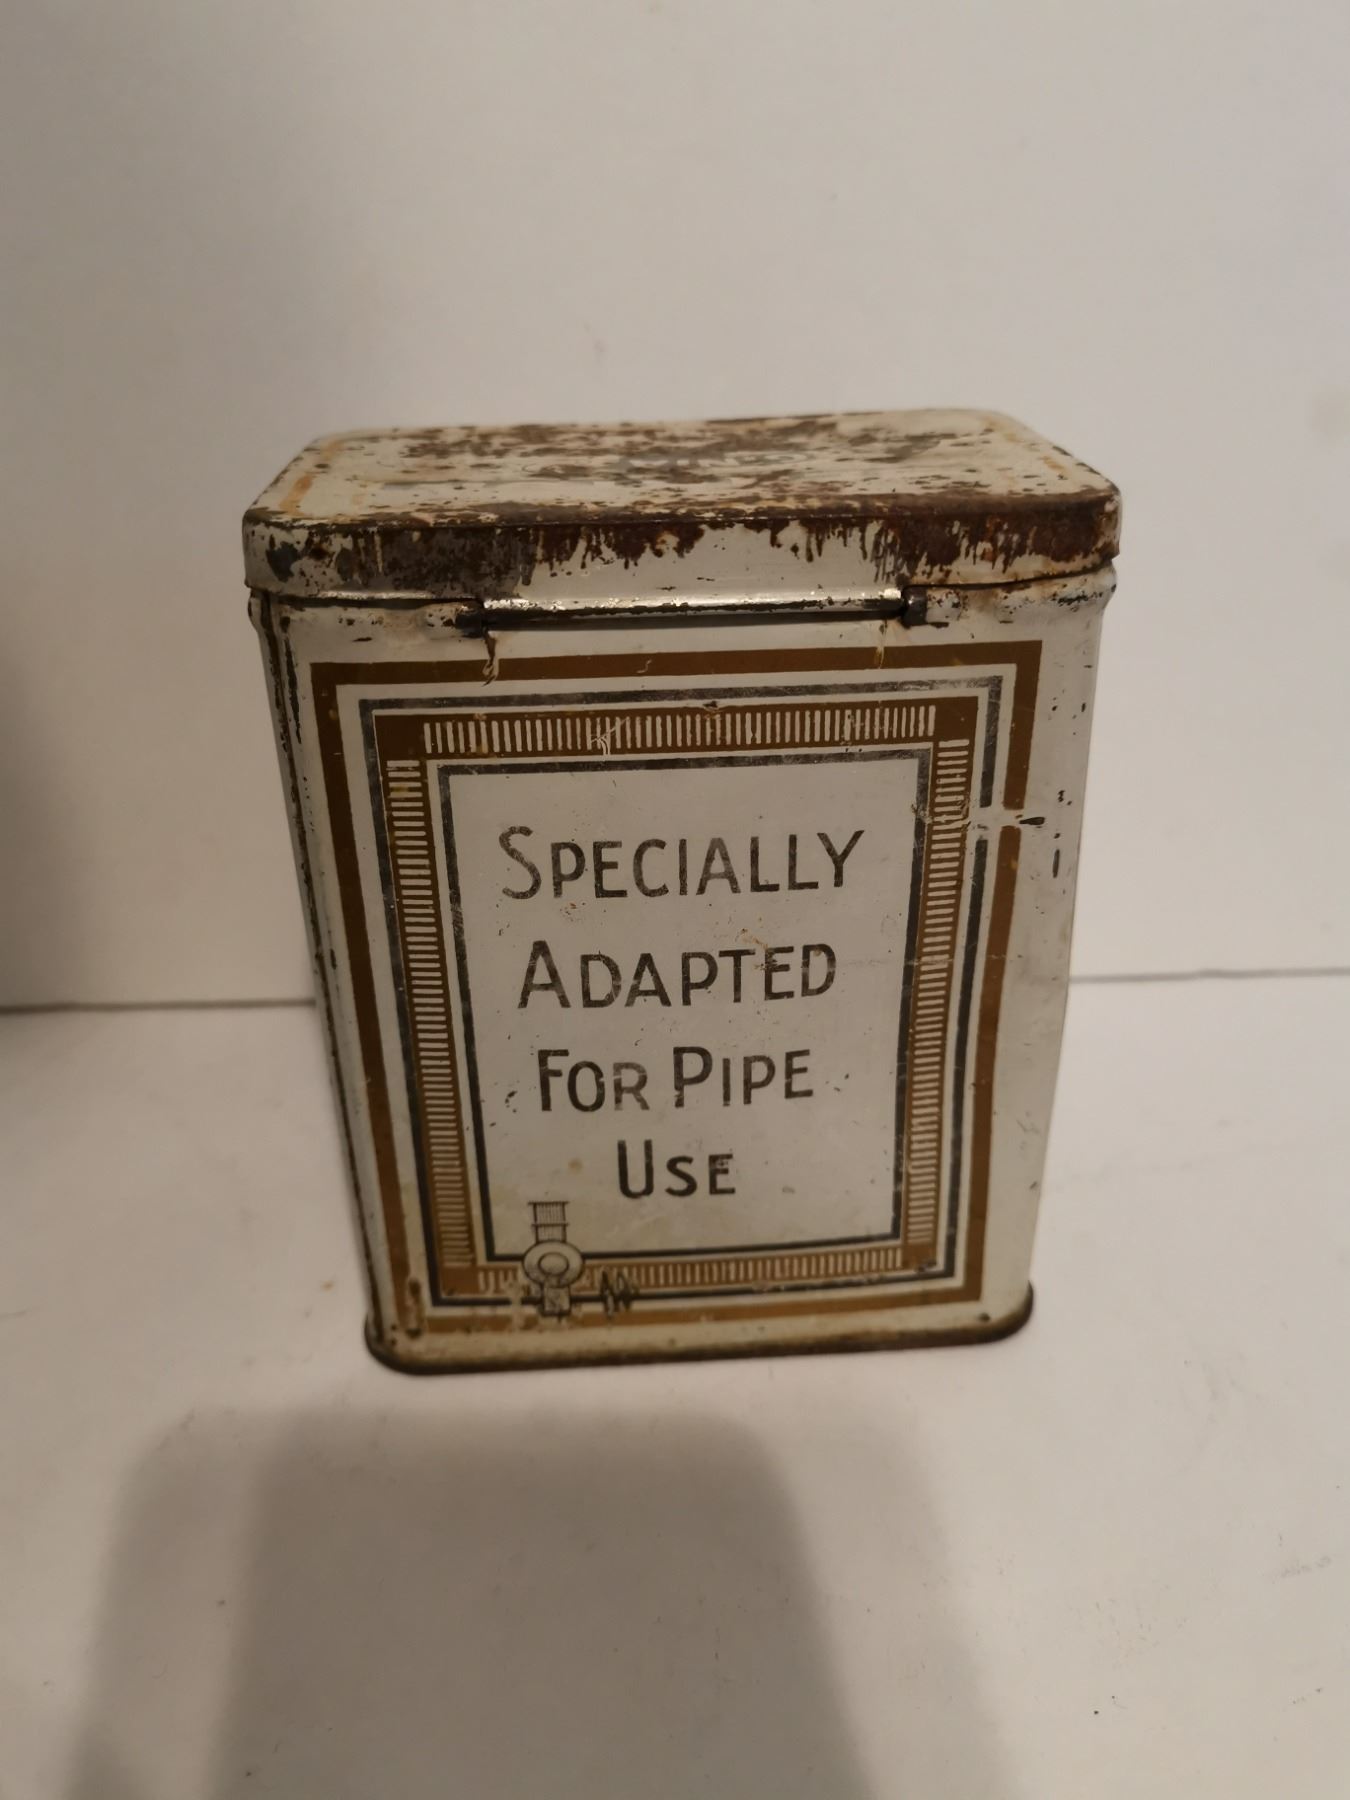 SPECIALLY
ADAPTED
FOR PIPE
USE